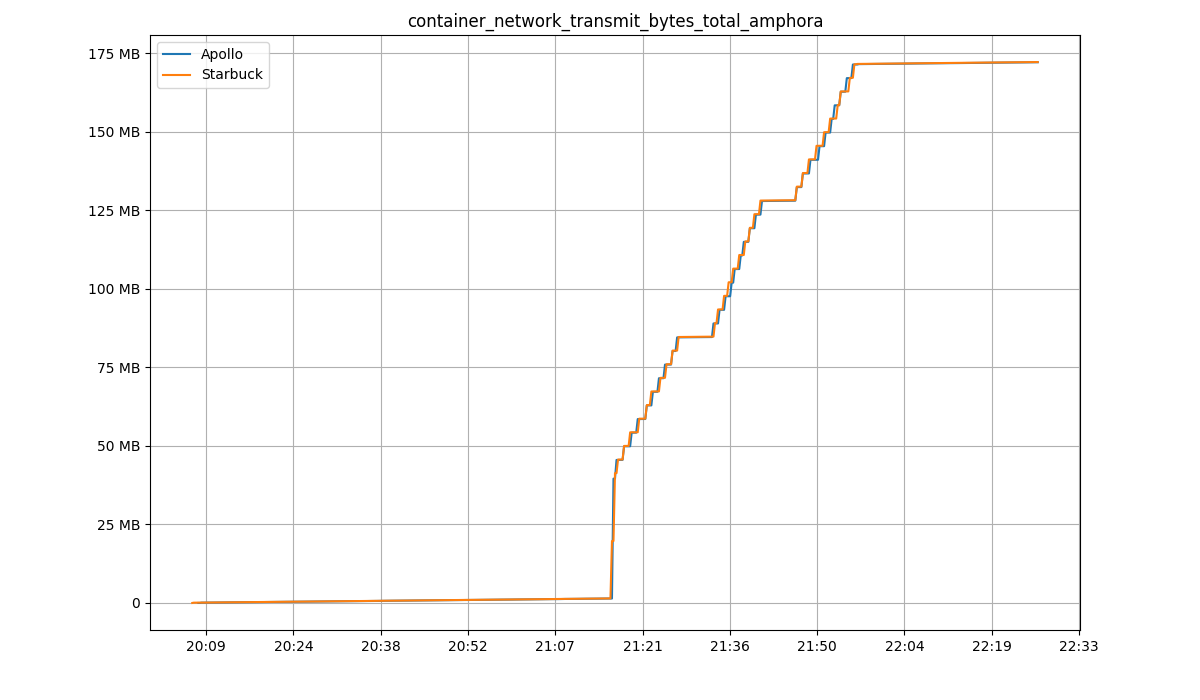 container_network_transmit_bytes_total_amphora
175 MB
150 MB
125 MB
100 MB
75 MB
50 MB
25 MB
0
Apollo
Starbuck
20:09 20:24 20:38 20:52 21:07 21:21 21:36 21:50 22:04 22:19 22:33